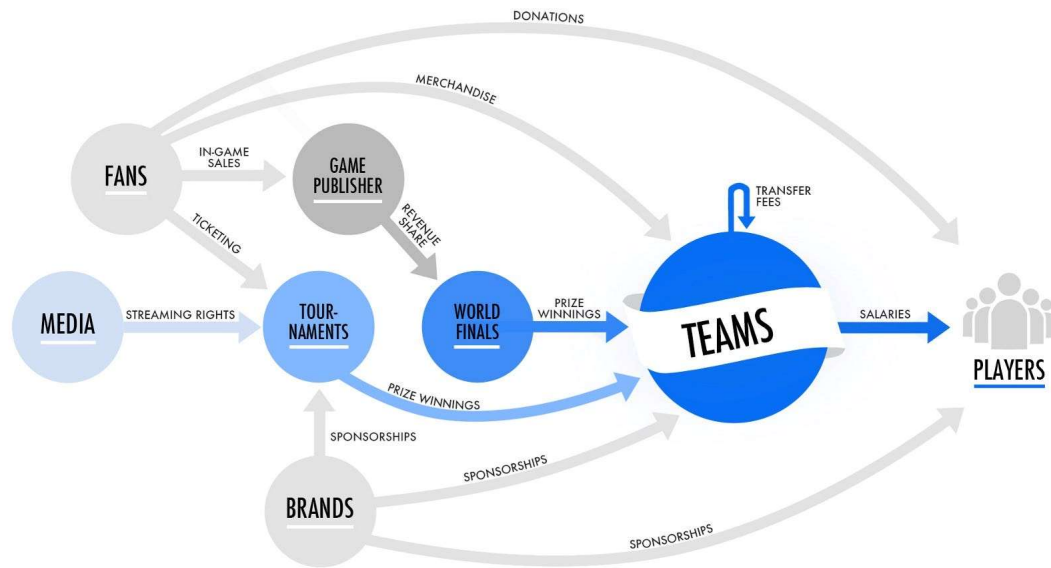 DONATIONS
MERCHANDISE
IN-GAME
SALES
FANS
GAME
PUBLISHER
TRANSFER
FEES
TICKETING
REVENUE
SHARE
MEDIA
STREAMING RIGHTS
TOUR-
NAMENTS
WORLD
FINALS
PRIZE
WINNINGS
TEAMS
SALARIES
PLAYERS
PRIZE WINNINGS
SPONSORSHIPS
SPONSORSHIPS
BRANDS
SPONSORSHIPS